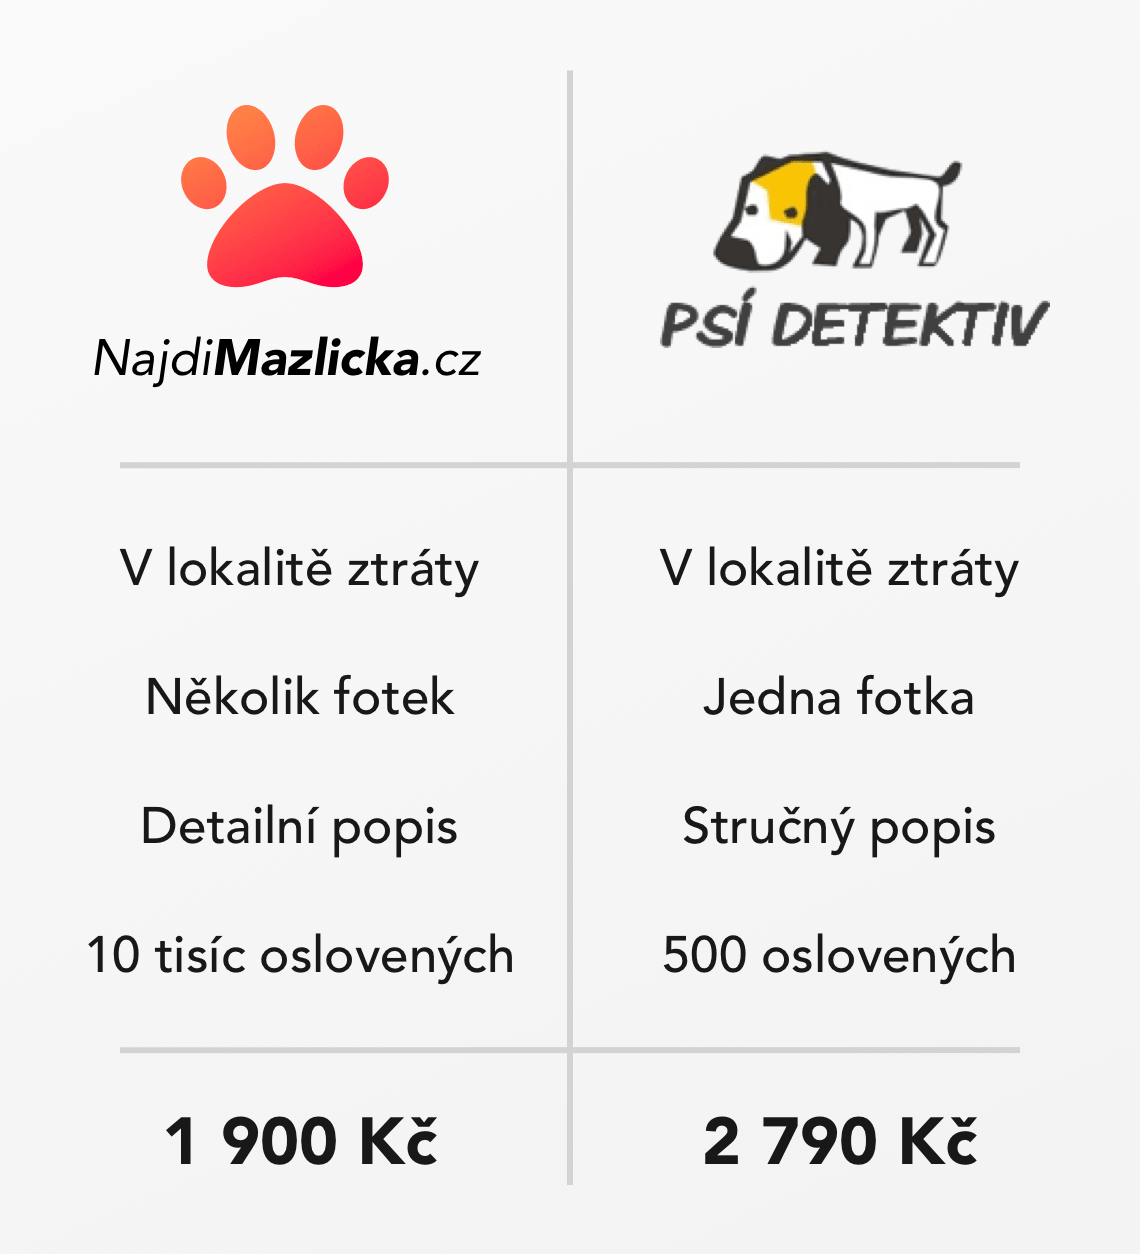 NajdiMazlicka.cz
PSÍ DETEKTIV
V lokalitě ztráty
V lokalitě ztráty
Několik fotek
Jedna fotka
Detailní popis
Stručný popis
10 tisíc oslovených
500 oslovených
1 900 Kč
2 790 Kč